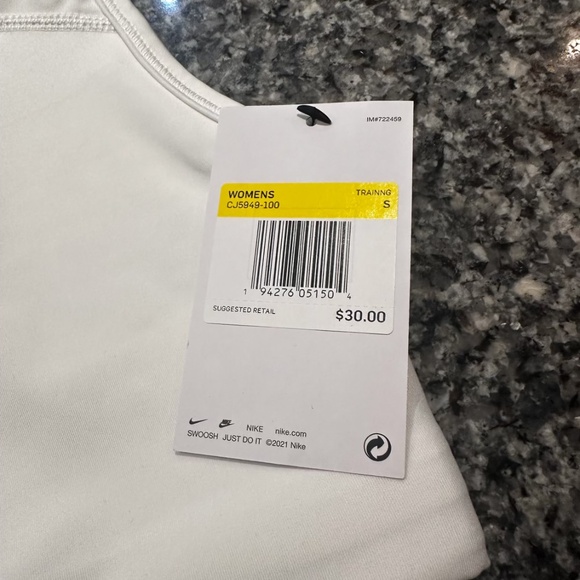 IM#722459
WOMENS TRAINNG
CJ5949-100 S
1 94276 05150 4
SUGGESTED RETAIL $30.00
NIKE nike.com
SWOOSH JUST DO IT ©2021 Nike